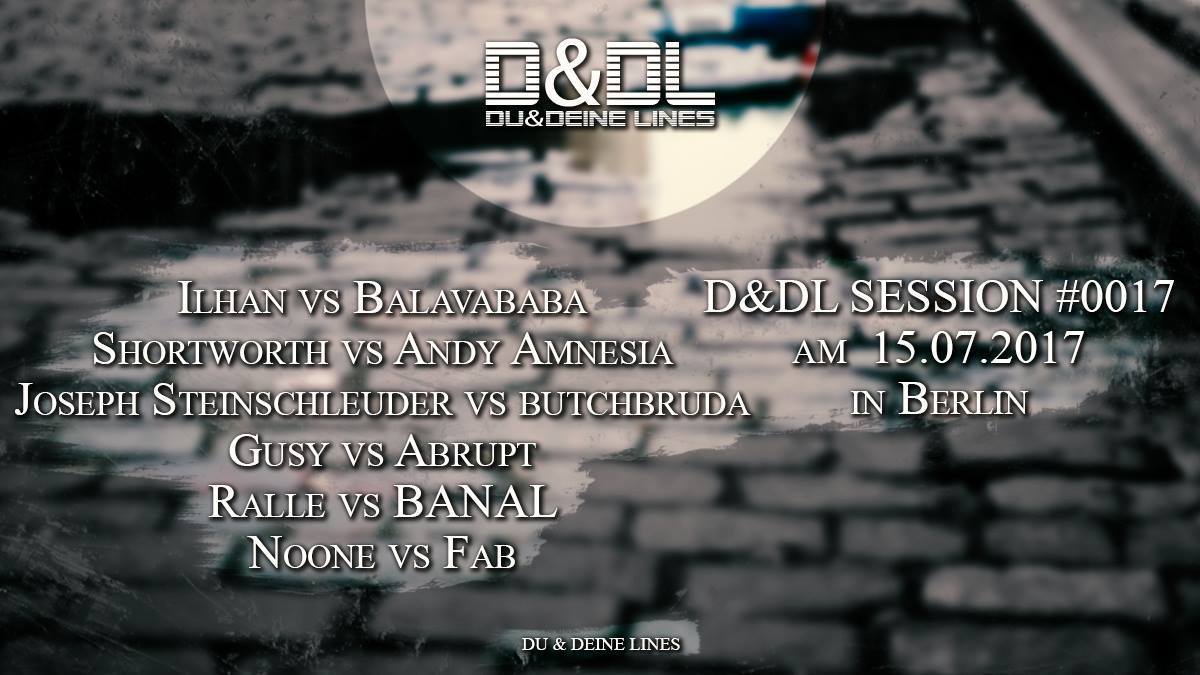 D&DL
DU&DEINE LINES
Ilhan vs Balavababa
Shortworth vs Andy Amnesia
Joseph Steinschleuder vs butchbruda
Gusy vs Abrupt
Ralle vs BANAL
Noone vs Fab
D&DL SESSION #0017
am 15.07.2017
in Berlin
DU & DEINE LINES